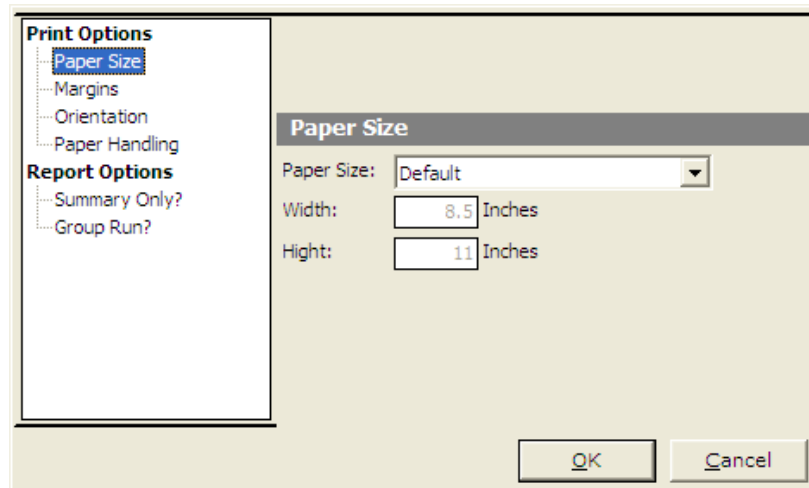 Print Options
Paper Size
Margins
Orientation
Paper Handling
Report Options
Summary Only?
Group Run?
Paper Size
Paper Size: Default
Width: 8.5 Inches
Hight: 11 Inches
OK Cancel